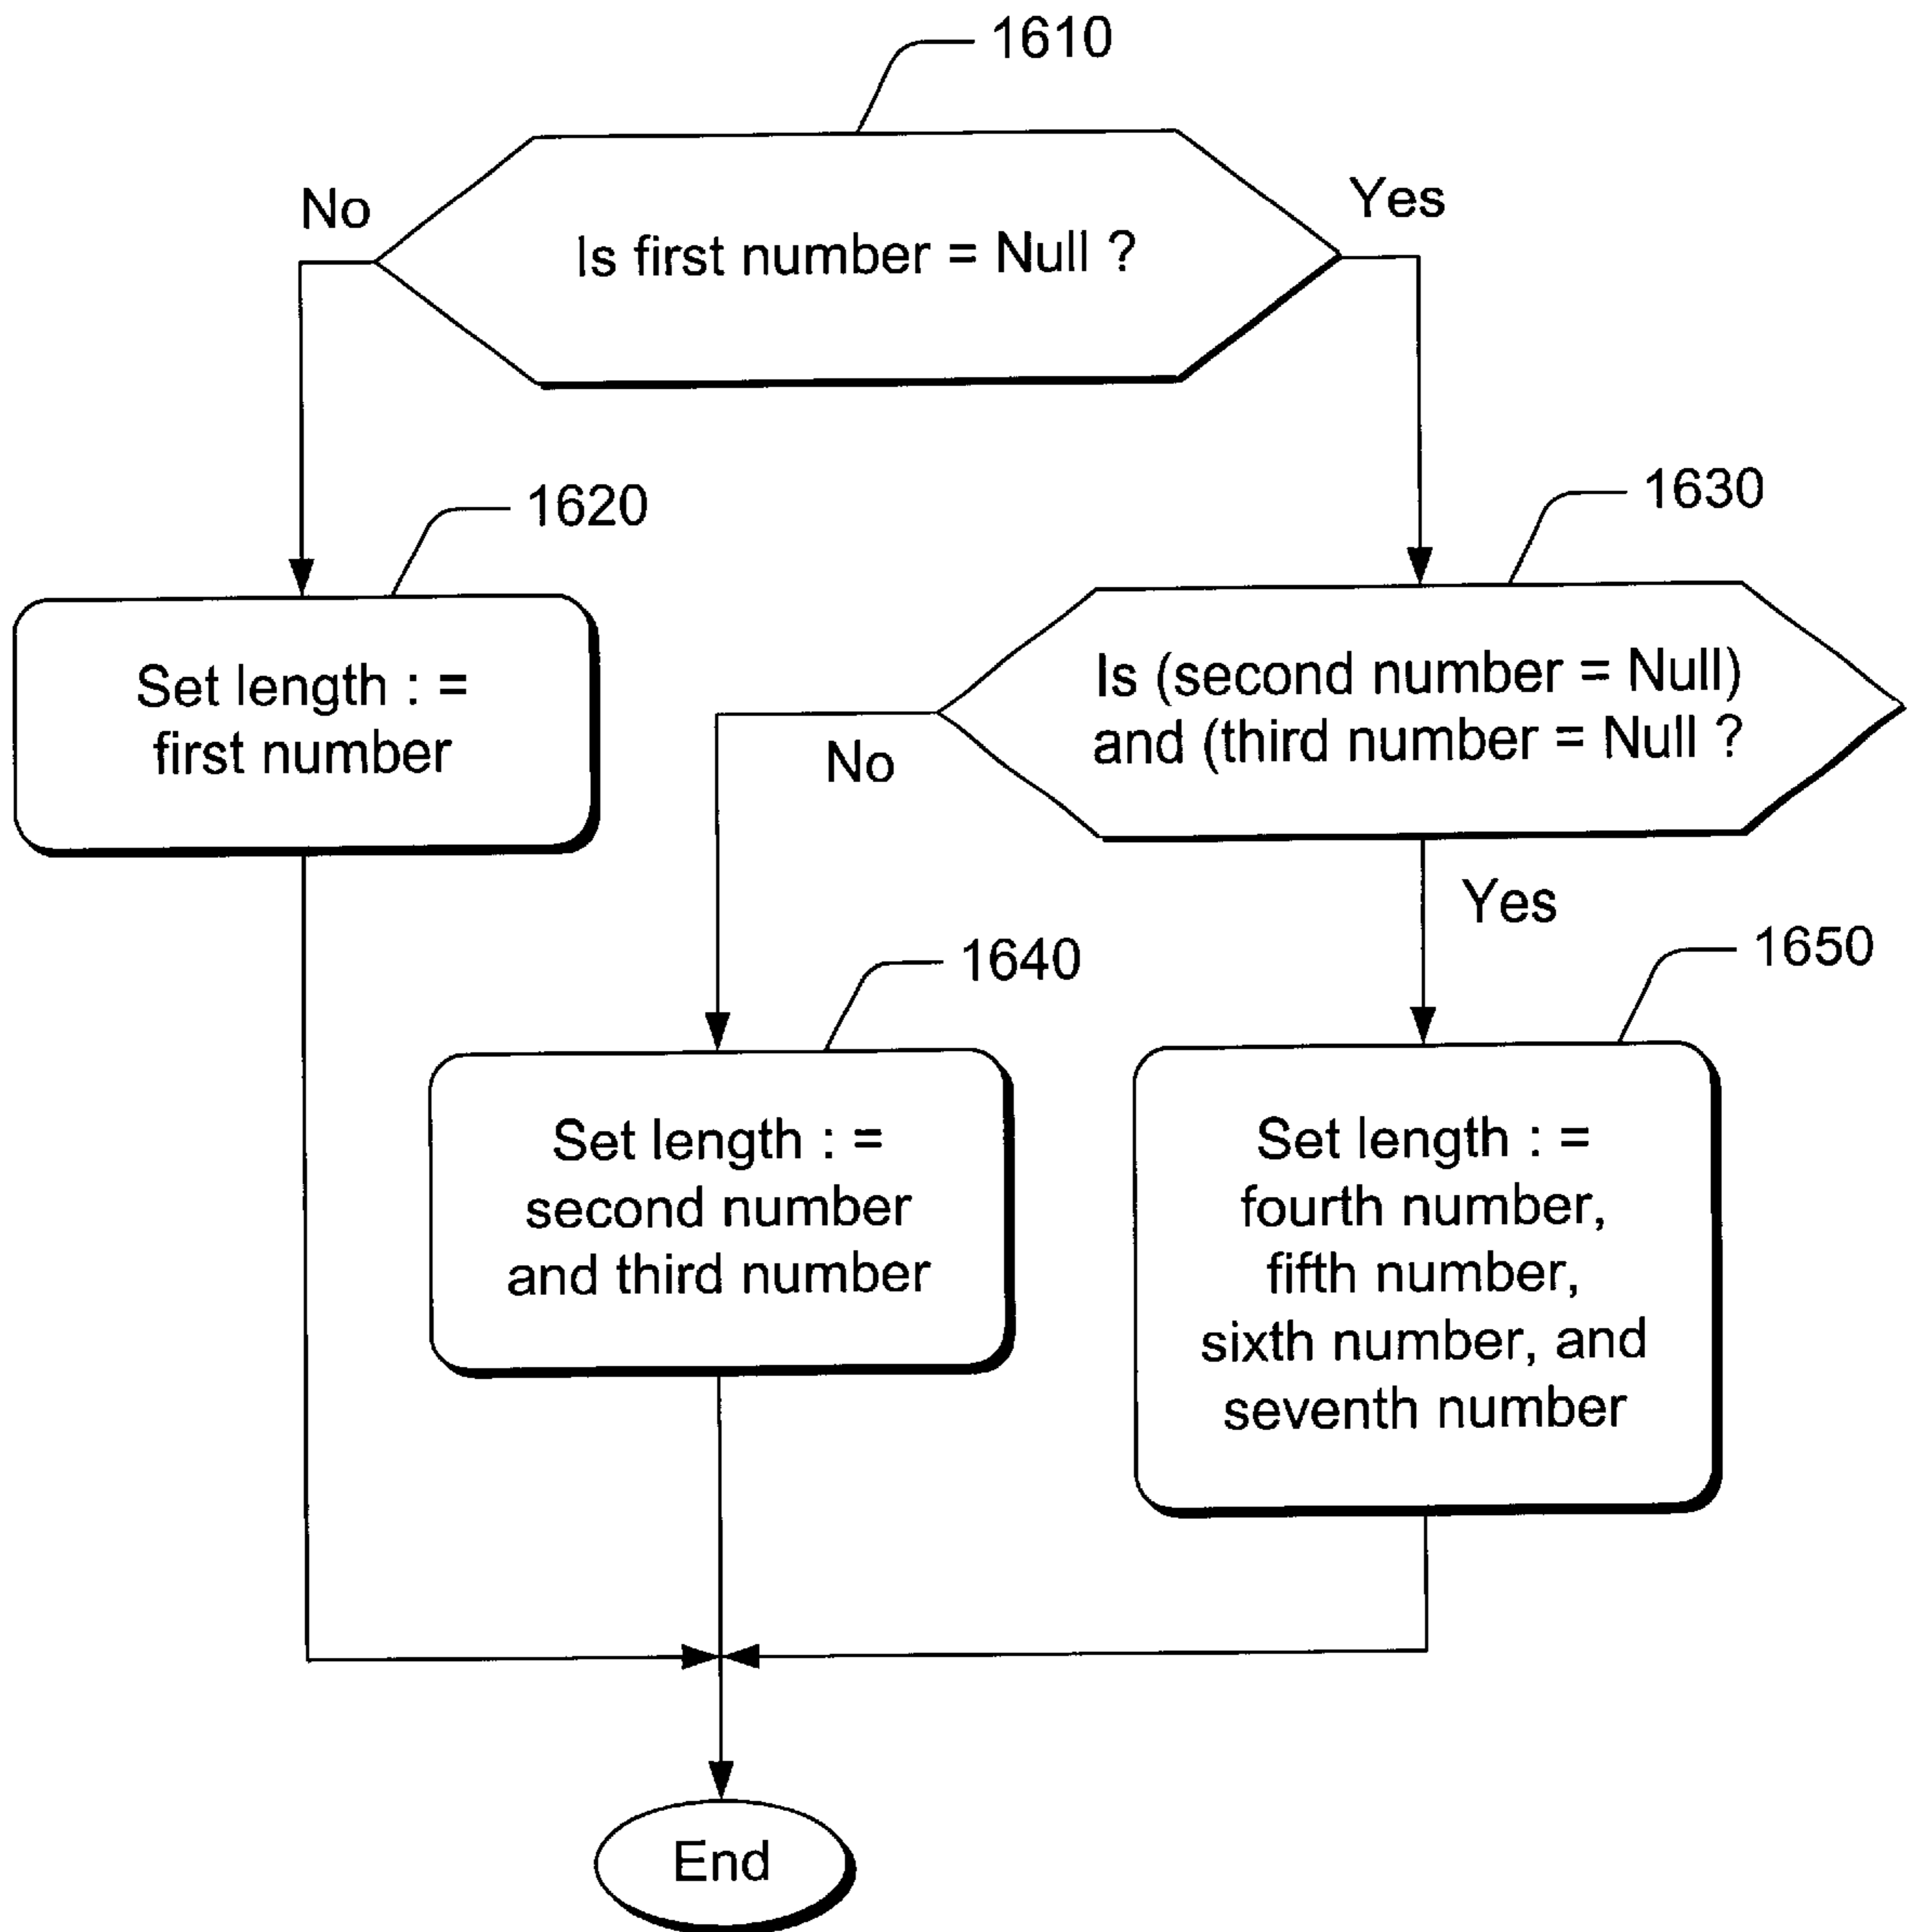 1610
No
Yes
Is first number = Null ?
1620
1630
Set length : =
first number
Is (second number = Null)
and (third number = Null ?
No
Yes
1640
1650
Set length : =
second number
and third number
Set length : =
fourth number,
fifth number,
sixth number, and
seventh number
End